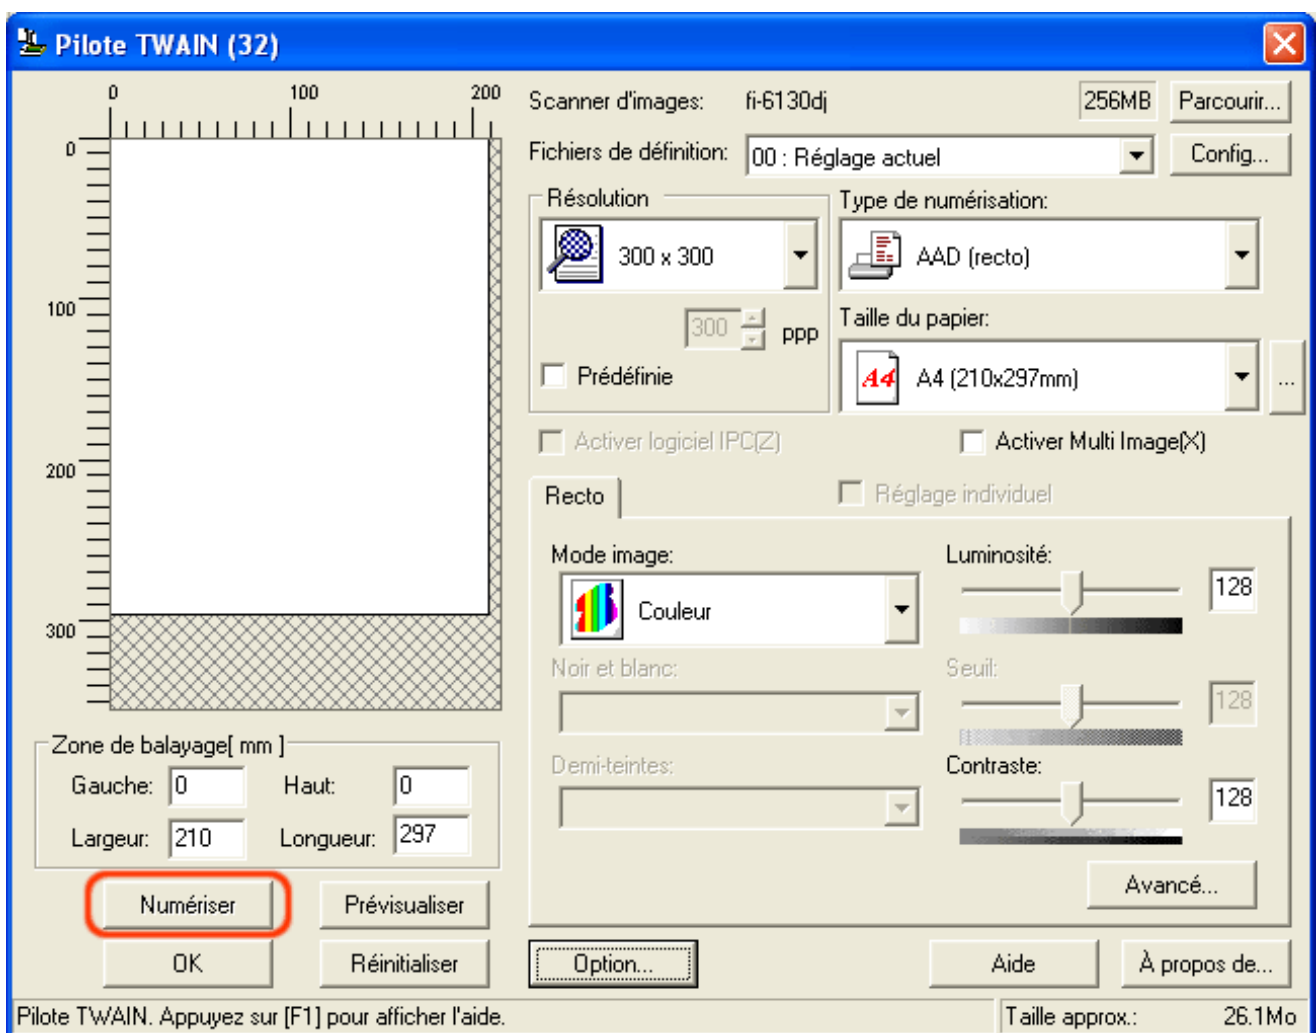 Pilote TWAIN (32)
0 100 200
0
100
200
300
Scanner d'images: fi-6130dj 256MB Parcourir...
Fichiers de définition: 00 : Réglage actuel Config...
Résolution
300 x 300
300 ppp
Prédéfinie
Type de numérisation:
AAD (recto)
Taille du papier:
A4 A4 (210x297mm) ...
Activer logiciel IPC(Z) Activer Multi Image(X)
Recto Réglage individuel
Mode image:
Couleur
Noir et blanc:
Demi-teintes:
Luminosité:
128
Seuil:
128
Contraste:
128
Avancé...
Zone de balayage[ mm ]
Gauche: 0 Haut: 0
Largeur: 210 Longueur: 297
Numériser Prévisualiser
OK Réinitialiser Option... Aide À propos de...
Pilote TWAIN. Appuyez sur [F1] pour afficher l'aide. Taille approx.: 26.1Mo